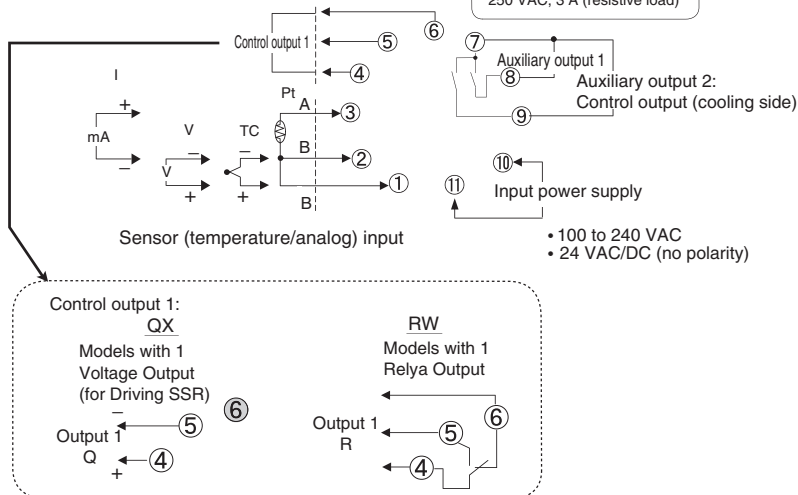 250 VAC, 3 A (resistive load)
Control output 1
⑥
⑤
④
⑦
Auxiliary output 1
⑧
Auxiliary output 2:
Control output (cooling side)
⑨
I
+
mA
−
V
−
V
+
TC
−
+
Pt
A
③
B
②
①
B
⑩
⑪
Input power supply
Sensor (temperature/analog) input
• 100 to 240 VAC
• 24 VAC/DC (no polarity)
Control output 1:
QX
Models with 1
Voltage Output
(for Driving SSR)
⑥
−
⑤
Output 1
Q
④
+
RW
Models with 1
Relya Output
⑥
Output 1
⑤
R
④